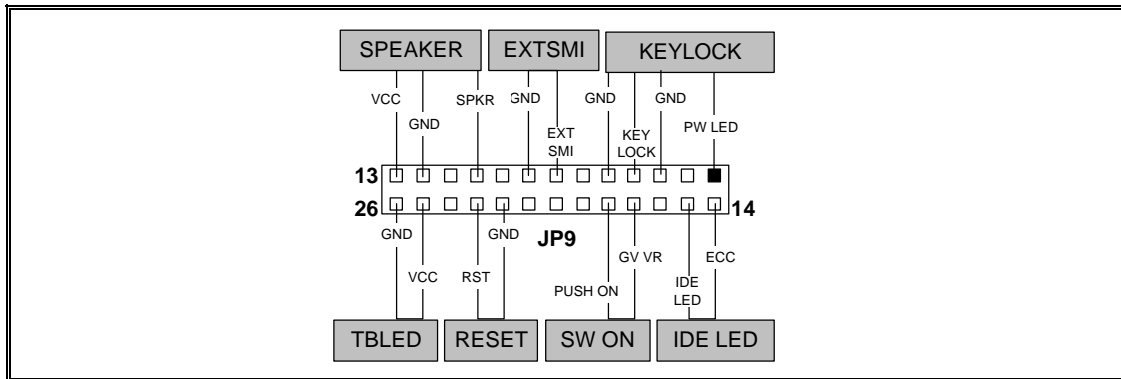 SPEAKER EXTSMI KEYLOCK
VCC SPKR GND GND GND
GND PW LED
EXT KEY
SMI LOCK
13
26 14
GND GND JP9
GV VR ECC
VCC RST IDE
PUSH ON LED
TBLED RESET SW ON IDE LED